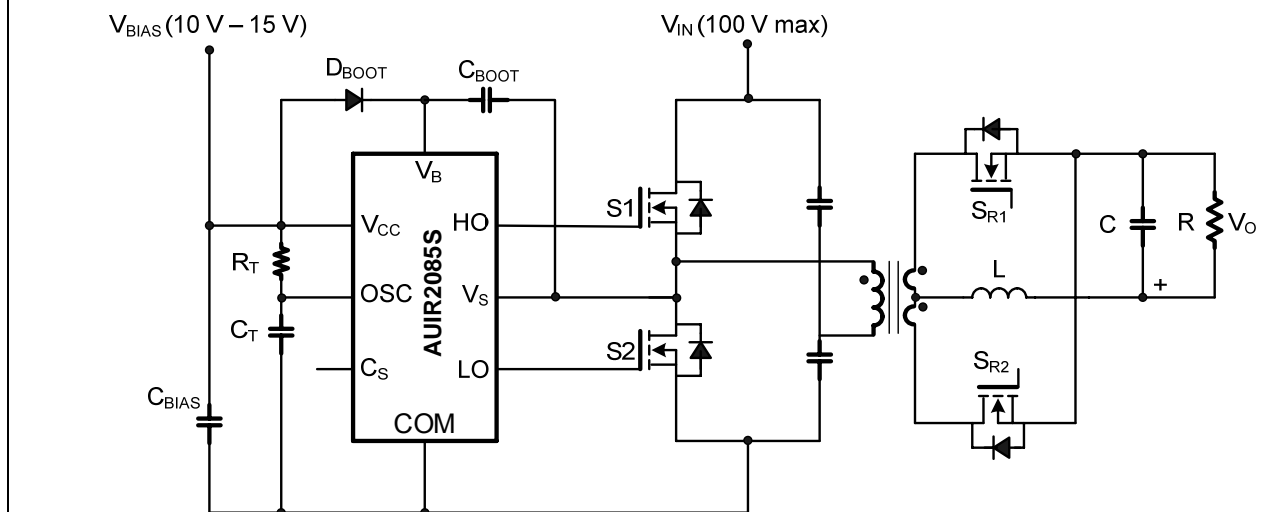 V_BIAS (10 V – 15 V)
V_IN (100 V max)
D_BOOT
C_BOOT
V_B
S1
V_CC
HO
R_T
OSC
V_S
AUIR2085S
C_T
S2
C_S
LO
C_BIAS
COM
S_R1
C
R
V_O
L
+
S_R2